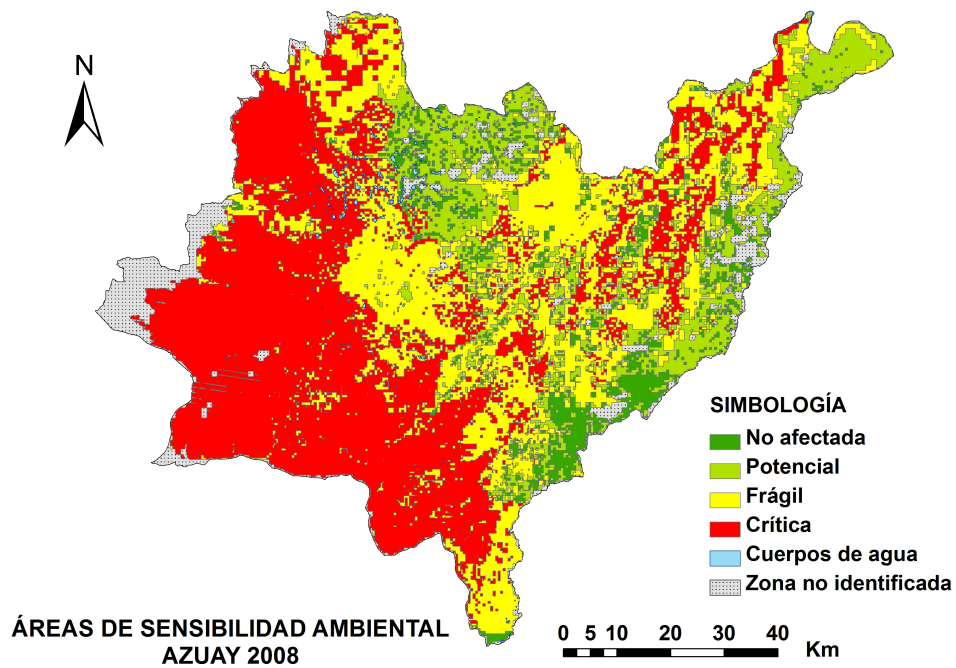 N
SIMBOLOGÍA
No afectada
Potencial
Frágil
Crítica
Cuerpos de agua
Zona no identificada
ÁREAS DE SENSIBILIDAD AMBIENTAL
AZUAY 2008
0 5 10 20 30 40
Km